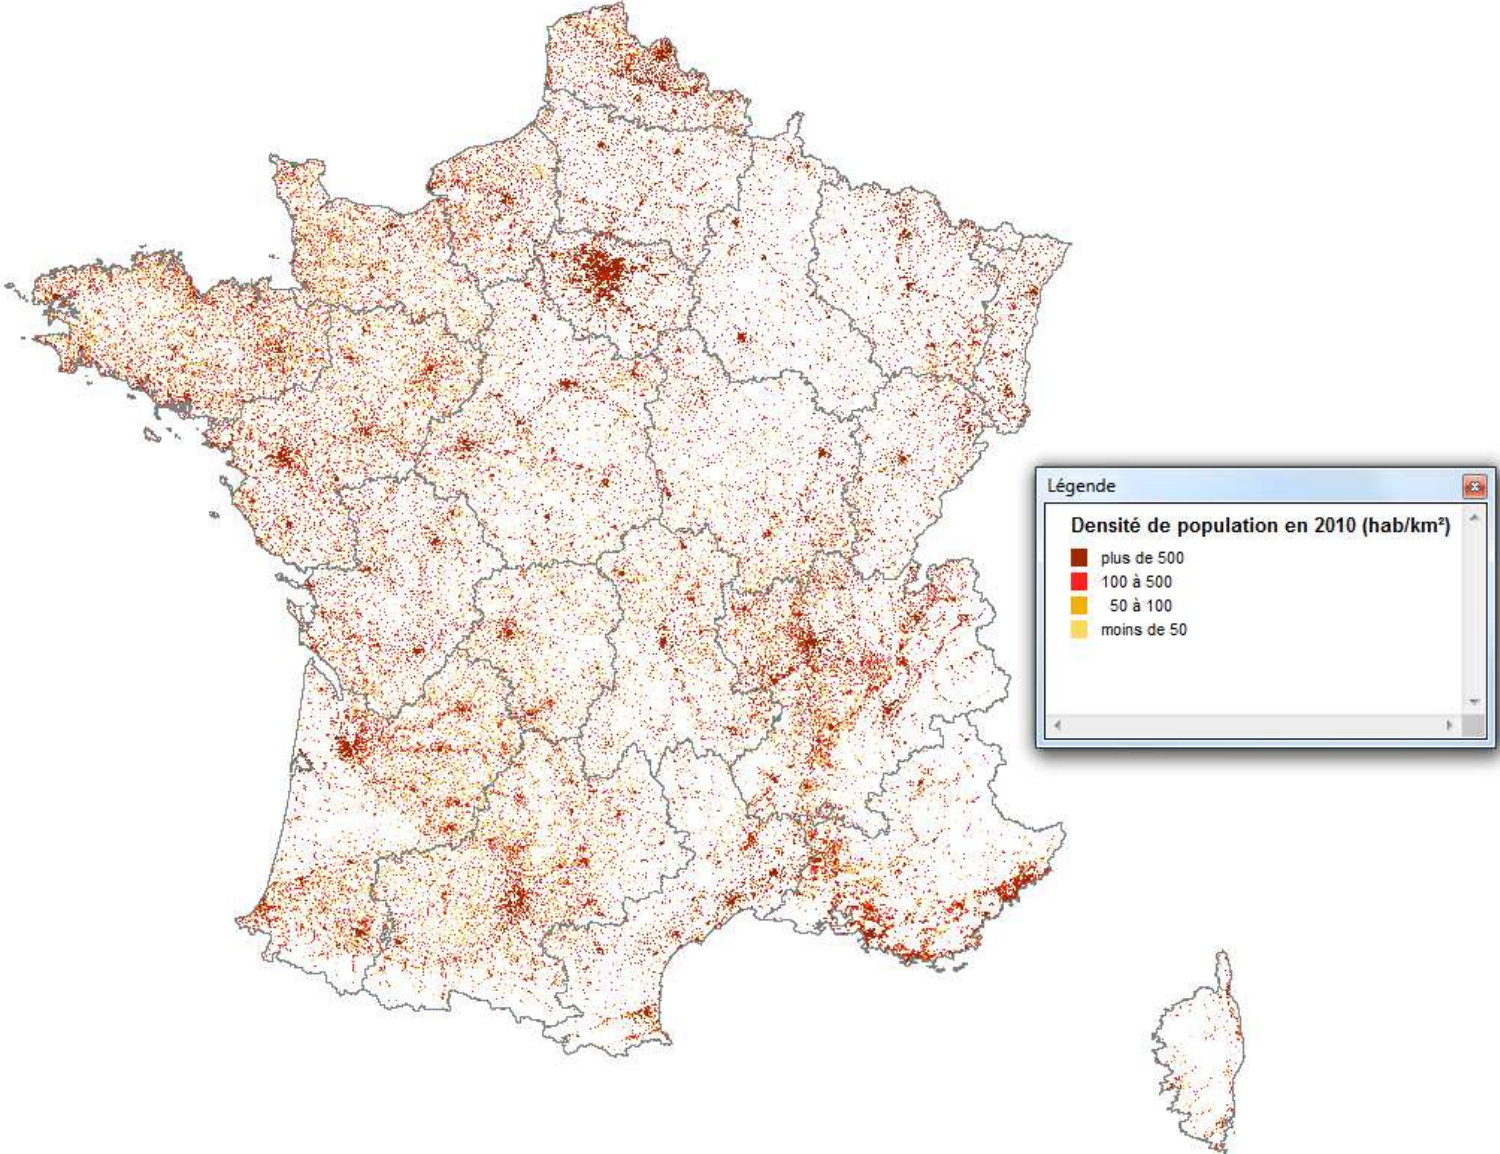 Légende
Densité de population en 2010 (hab/km²)
plus de 500
100 à 500
50 à 100
moins de 50